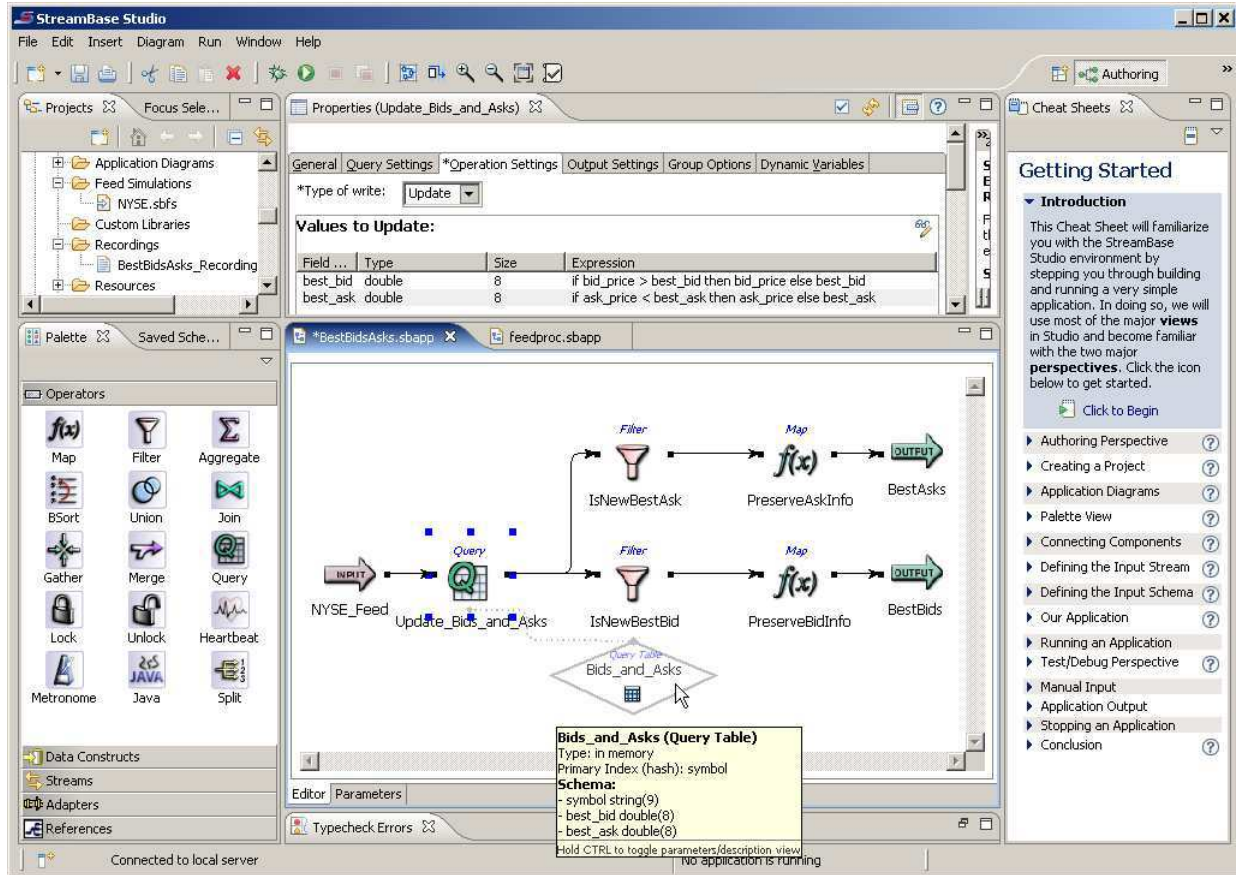 StreamBase Studio
File Edit Insert Diagram Run Window Help
Authoring
»
Projects
Focus Sele...
Application Diagrams
Feed Simulations
NYSE.sbfs
Custom Libraries
Recordings
BestBidsAsks_Recording
Resources
Properties (Update_Bids_and_Asks)
General Query Settings *Operation Settings Output Settings Group Options Dynamic Variables
*Type of write: Update
Values to Update:
Field ... Type Size Expression
best_bid double 8 if bid_price > best_bid then bid_price else best_bid
best_ask double 8 if ask_price < best_ask then ask_price else best_ask
Cheat Sheets
Getting Started
Introduction
This Cheat Sheet will familiarize
you with the StreamBase
Studio environment by
stepping you through building
and running a very simple
application. In doing so, we will
use most of the major views
in Studio and become familiar
with the two major
perspectives. Click the icon
below to get started.
Click to Begin
Authoring Perspective
Creating a Project
Application Diagrams
Palette View
Connecting Components
Defining the Input Stream
Defining the Input Schema
Our Application
Running an Application
Test/Debug Perspective
Manual Input
Application Output
Stopping an Application
Conclusion
Palette
Saved Sche...
Operators
f(x)
Map Filter Aggregate
BSort Union Join
Gather Merge Query
Lock Unlock Heartbeat
JAVA
Metronome Java Split
Data Constructs
Streams
Adapters
References
*BestBidsAsks.sbapp
feedproc.sbapp
Filter
Map
f(x)
OUTPUT
IsNewBestAsk
PreserveAskInfo
BestAsks
Query
Filter
Map
INPUT
Q
f(x)
OUTPUT
NYSE_Feed
Update_Bids_and_Asks
IsNewBestBid
PreserveBidInfo
BestBids
Query Table
Bids_and_Asks
Bids_and_Asks (Query Table)
Type: in memory
Primary Index (hash): symbol
Schema:
- symbol string(9)
- best_bid double(8)
- best_ask double(8)
Hold CTRL to toggle parameters/description view
Editor Parameters
Typecheck Errors
Connected to local server
No application is running